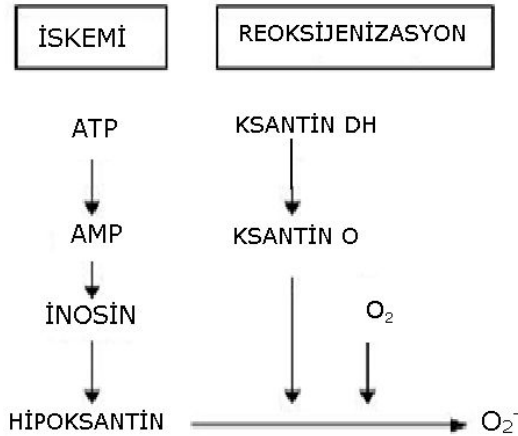 İSKEMİ
REOKSİJENİZASYON
ATP
KSANTİN DH
AMP
KSANTİN O
İNOSİN
O₂
HİPOKSANTİN
O₂⁻